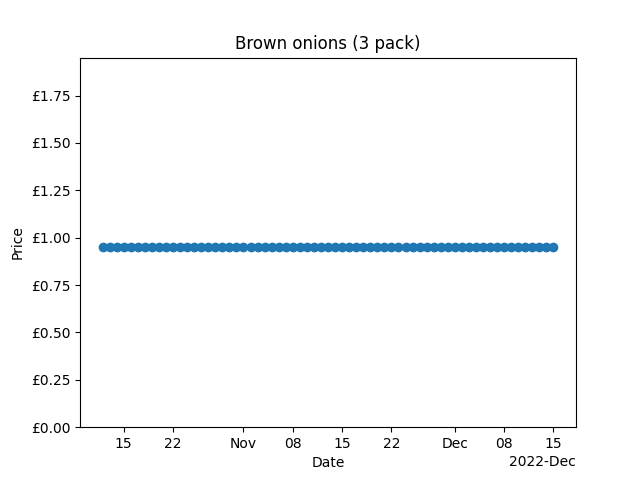 Brown onions (3 pack)
£1.75
£1.50
£1.25
£1.00
£0.75
£0.50
£0.25
£0.00
Price
15 22 Nov 08 15 22 Dec 08 15
Date
2022-Dec